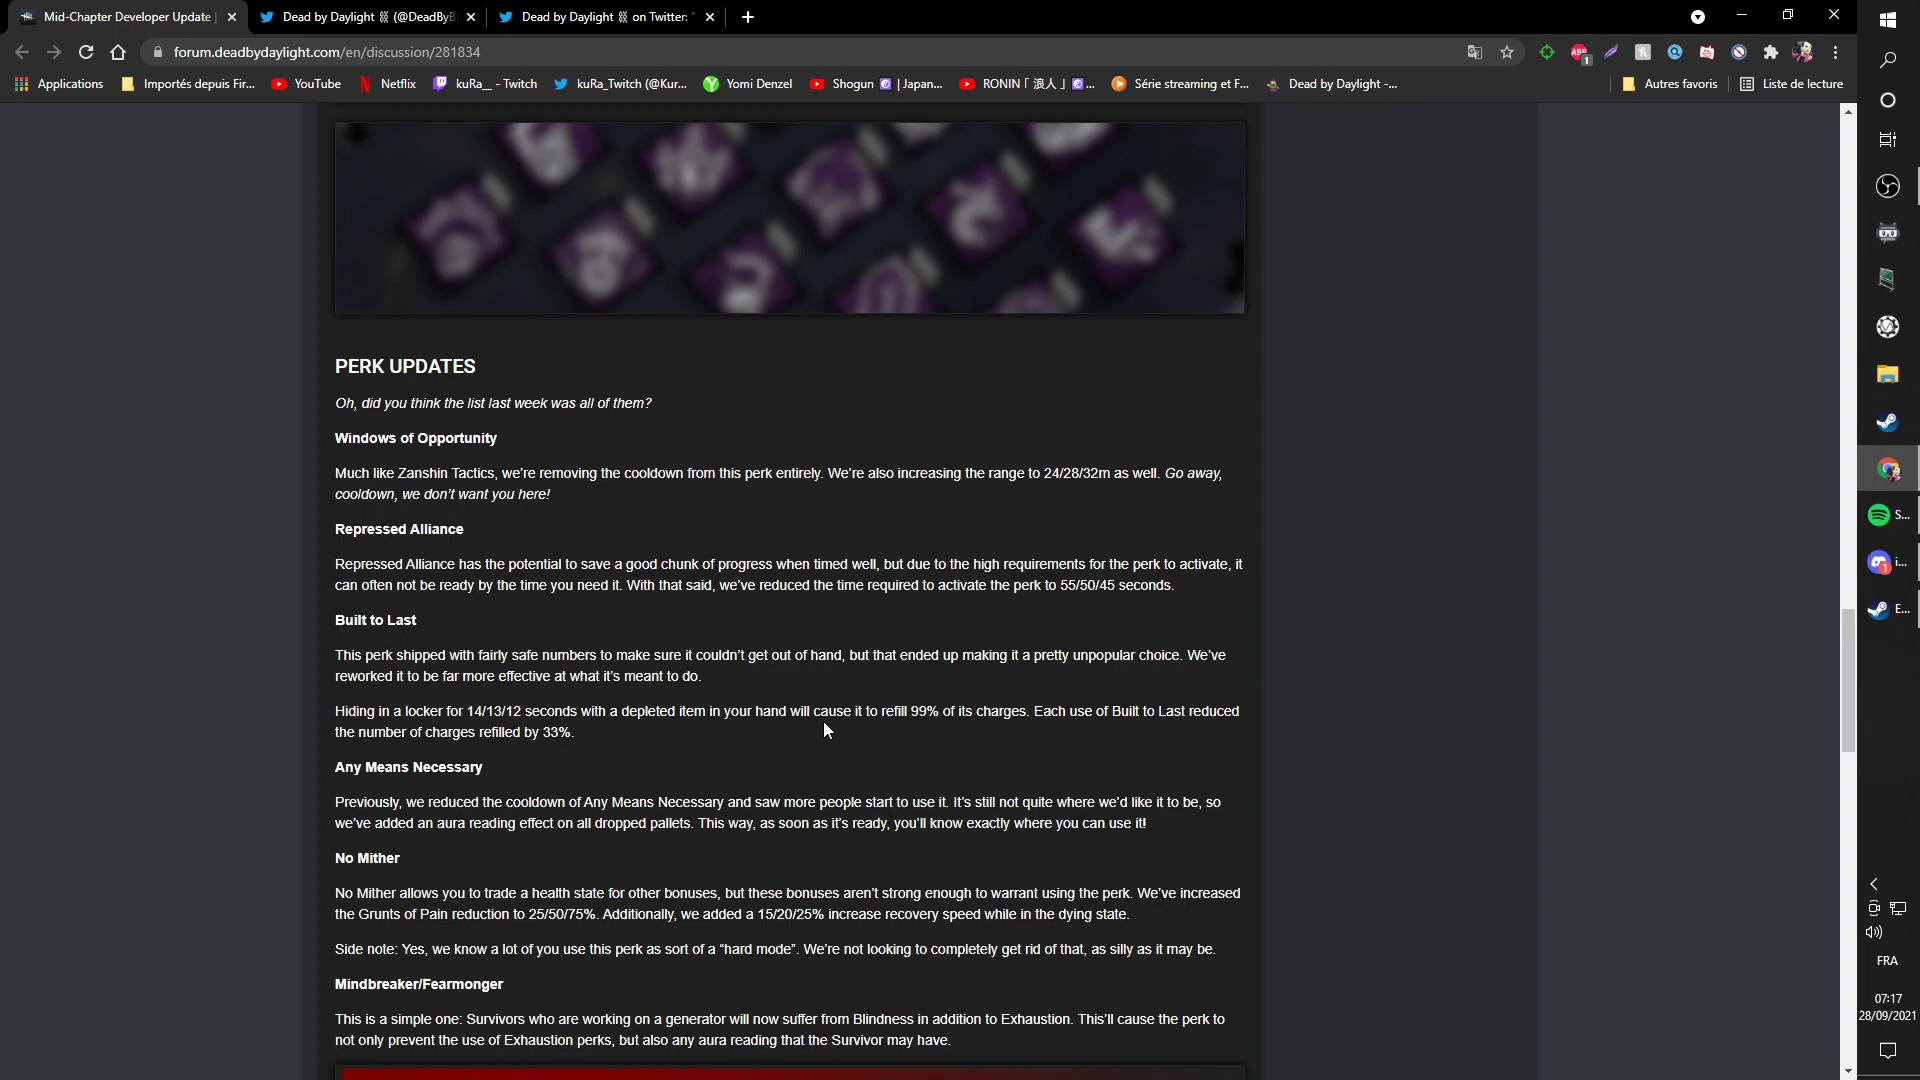 Mid-Chapter Developer Update |
Dead by Daylight ⛓ (@DeadByB
Dead by Daylight ⛓ on Twitter: "
forum.deadbydaylight.com/en/discussion/281834
ABP
1
Applications
Importés depuis Fir...
YouTube
Netflix
kuRa__ - Twitch
kuRa_Twitch (@Kur...
Yomi Denzel
Shogun | Japan...
RONIN「 浪人 」...
Série streaming et F...
Dead by Daylight -...
Autres favoris
Liste de lecture
PERK UPDATES
Oh, did you think the list last week was all of them?
Windows of Opportunity
Much like Zanshin Tactics, we're removing the cooldown from this perk entirely. We're also increasing the range to 24/28/32m as well. Go away,
cooldown, we don't want you here!
Repressed Alliance
Repressed Alliance has the potential to save a good chunk of progress when timed well, but due to the high requirements for the perk to activate, it
can often not be ready by the time you need it. With that said, we've reduced the time required to activate the perk to 55/50/45 seconds.
Built to Last
This perk shipped with fairly safe numbers to make sure it couldn't get out of hand, but that ended up making it a pretty unpopular choice. We've
reworked it to be far more effective at what it's meant to do.
Hiding in a locker for 14/13/12 seconds with a depleted item in your hand will cause it to refill 99% of its charges. Each use of Built to Last reduced
the number of charges refilled by 33%.
Any Means Necessary
Previously, we reduced the cooldown of Any Means Necessary and saw more people start to use it. It's still not quite where we'd like it to be, so
we've added an aura reading effect on all dropped pallets. This way, as soon as it's ready, you'll know exactly where you can use it!
No Mither
No Mither allows you to trade a health state for other bonuses, but these bonuses aren't strong enough to warrant using the perk. We've increased
the Grunts of Pain reduction to 25/50/75%. Additionally, we added a 15/20/25% increase recovery speed while in the dying state.
Side note: Yes, we know a lot of you use this perk as sort of a "hard mode". We're not looking to completely get rid of that, as silly as it may be.
Mindbreaker/Fearmonger
This is a simple one: Survivors who are working on a generator will now suffer from Blindness in addition to Exhaustion. This'll cause the perk to
not only prevent the use of Exhaustion perks, but also any aura reading that the Survivor may have.
S...
1
i...
E...
FRA
07:17
28/09/2021